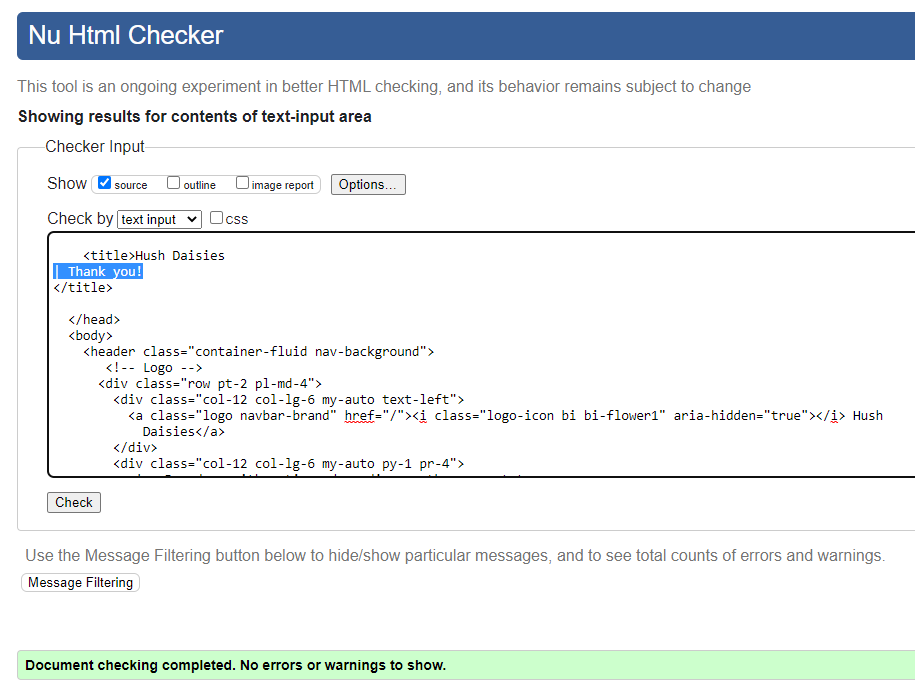 Nu Html Checker
This tool is an ongoing experiment in better HTML checking, and its behavior remains subject to change
Showing results for contents of text-input area
Checker Input
Show source outline image report Options...
Check by text input css
<title>Hush Daisies
| Thank you!
</title>
</head>
<body>
<header class="container-fluid nav-background">
<!-- Logo -->
<div class="row pt-2 pl-md-4">
<div class="col-12 col-lg-6 my-auto text-left">
<a class="logo navbar-brand" href="/"><i class="logo-icon bi bi-flower1" aria-hidden="true"></i> Hush
Daisies</a>
</div>
<div class="col-12 col-lg-6 my-auto py-1 pr-4">
Check
Use the Message Filtering button below to hide/show particular messages, and to see total counts of errors and warnings.
Message Filtering
Document checking completed. No errors or warnings to show.